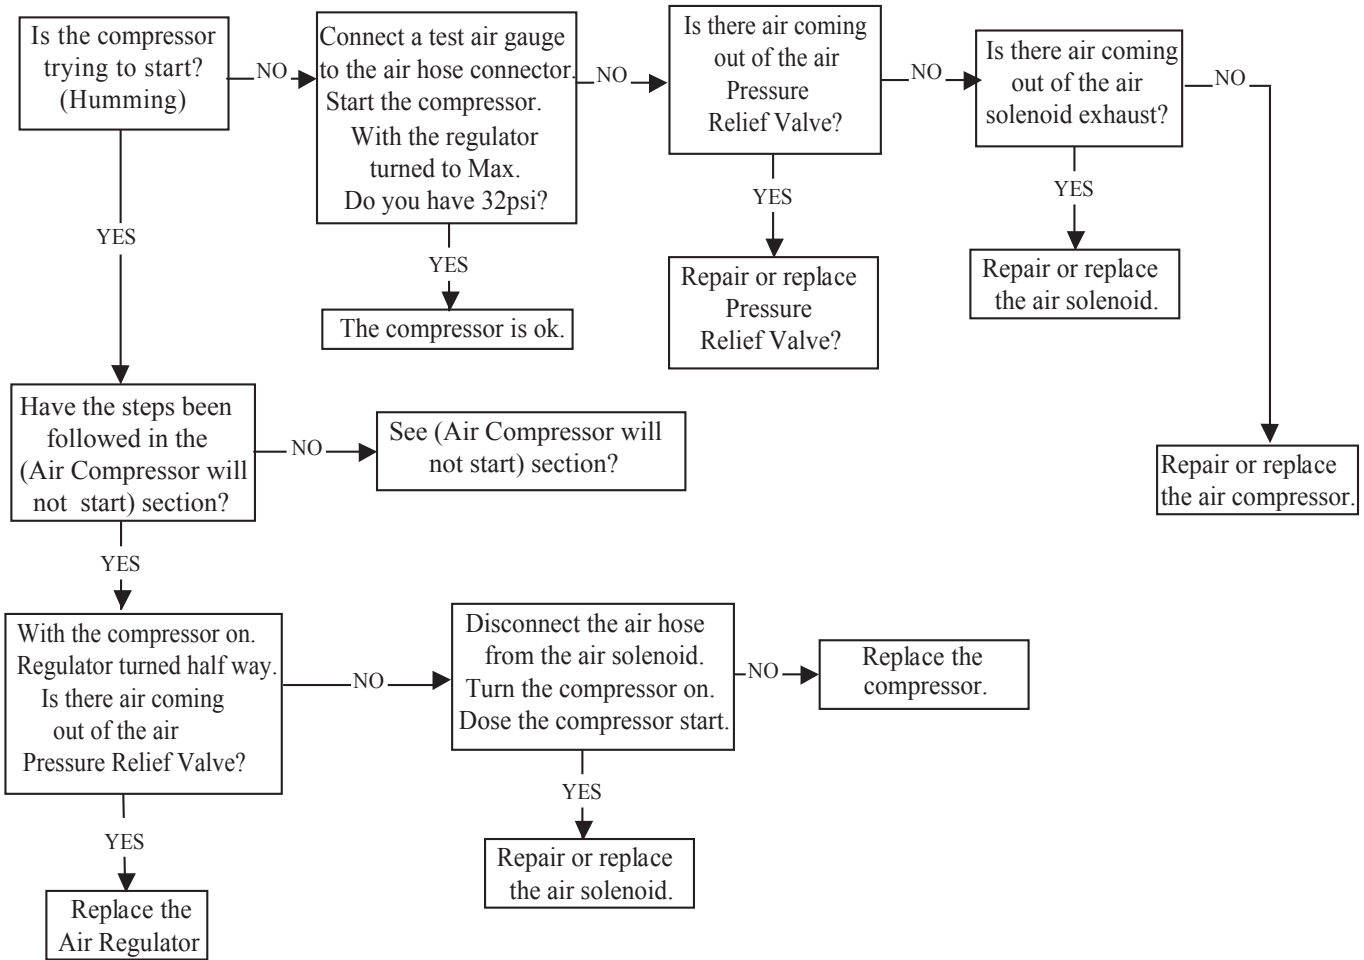 Is the compressor
trying to start?
(Humming)
NO
Connect a test air gauge
to the air hose connector.
Start the compressor.
With the regulator
turned to Max.
Do you have 32psi?
NO
Is there air coming
out of the air
Pressure
Relief Valve?
NO
Is there air coming
out of the air
solenoid exhaust?
NO
YES
YES
The compressor is ok.
YES
Repair or replace
Pressure
Relief Valve?
YES
Repair or replace
the air solenoid.
Repair or replace
the air compressor.
Have the steps been
followed in the
(Air Compressor will
not start) section?
NO
See (Air Compressor will
not start) section?
YES
With the compressor on.
Regulator turned half way.
Is there air coming
out of the air
Pressure Relief Valve?
NO
Disconnect the air hose
from the air solenoid.
Turn the compressor on.
Dose the compressor start.
NO
Replace the
compressor.
YES
Repair or replace
the air solenoid.
YES
Replace the
Air Regulator